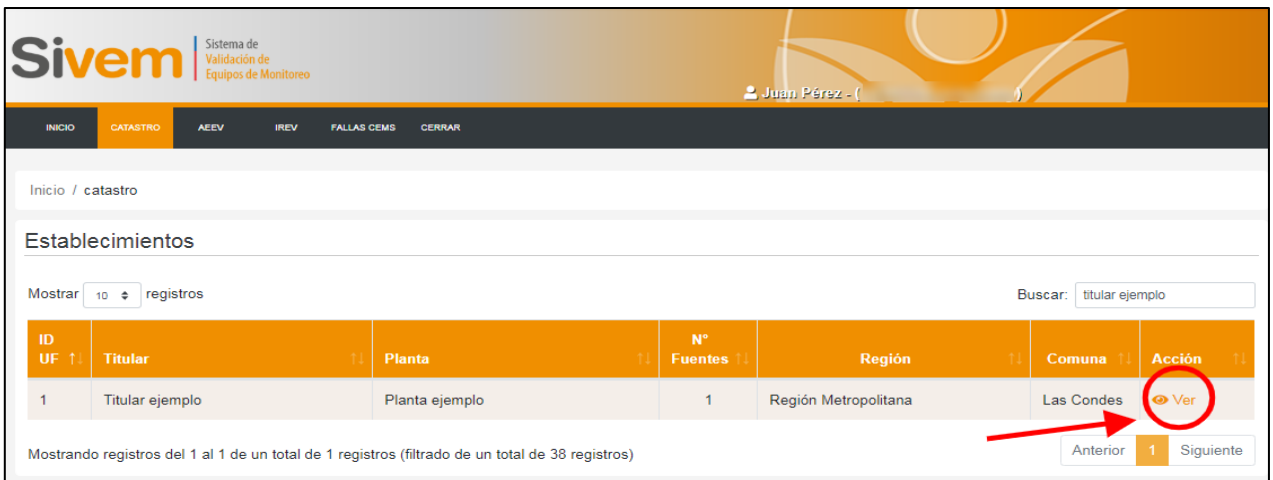 Sivem
Sistema de
Validación de
Equipos de Monitoreo
Juan Pérez - ( )
INICIO CATASTRO AEEV IREV FALLAS CEMS CERRAR
Inicio / catastro
Establecimientos
Mostrar 10 registros Buscar: titular ejemplo
ID UF Titular Planta N° Fuentes Región Comuna Acción
1 Titular ejemplo Planta ejemplo 1 Región Metropolitana Las Condes Ver
Mostrando registros del 1 al 1 de un total de 1 registros (filtrado de un total de 38 registros) Anterior 1 Siguiente